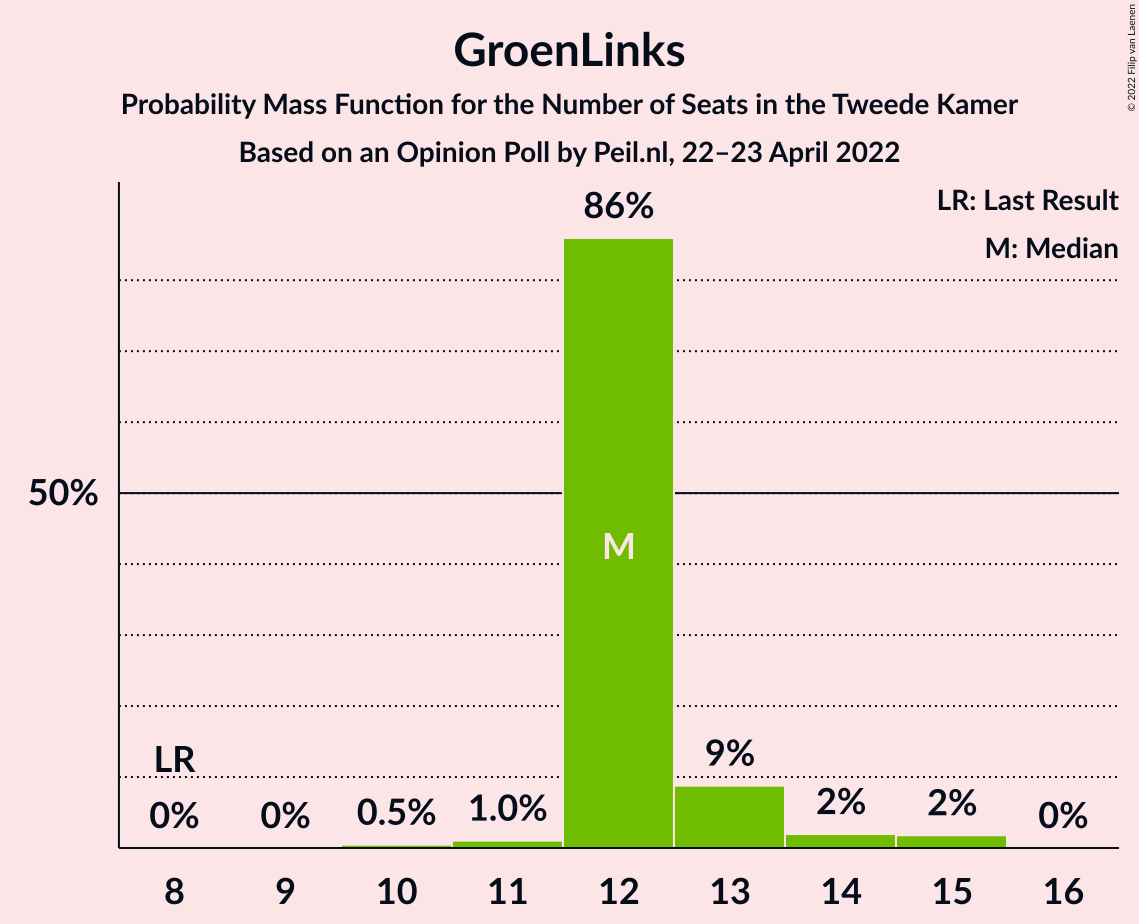 GroenLinks
Probability Mass Function for the Number of Seats in the Tweede Kamer
Based on an Opinion Poll by Peil.nl, 22–23 April 2022
© 2022 Filip van Laenen
LR: Last Result
M: Median
86%
50%
M
LR
0%
0%
0.5%
1.0%
9%
2%
2%
0%
8 9 10 11 12 13 14 15 16